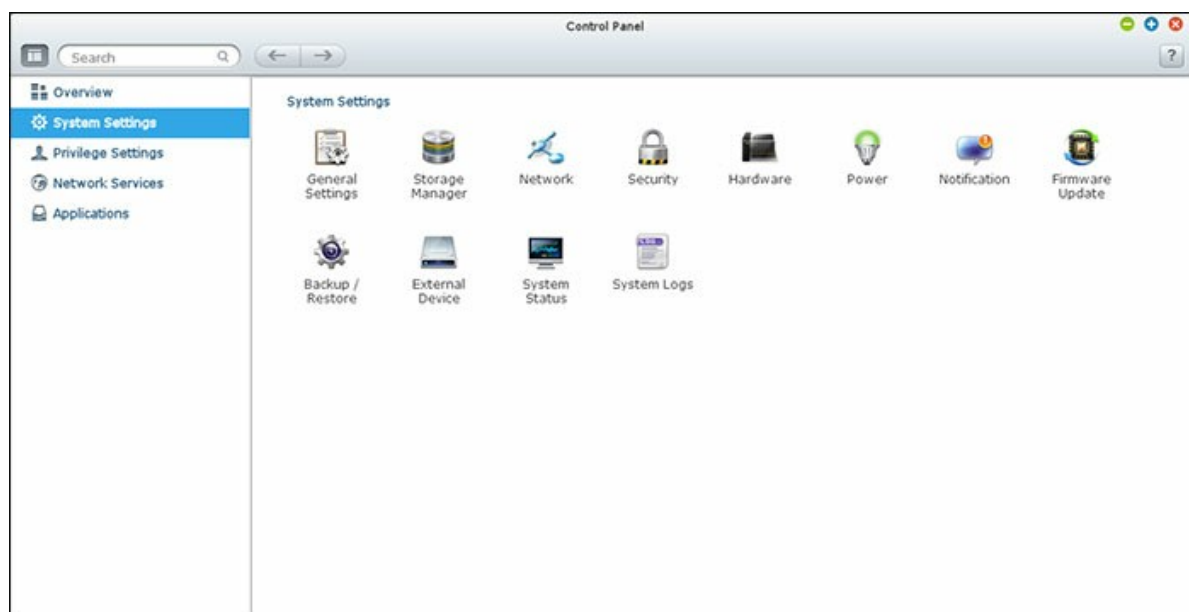 Control Panel
Search
?
Overview
System Settings
Privilege Settings
Network Services
Applications
System Settings
General
Settings
Storage
Manager
Network
Security
Hardware
Power
Notification
Firmware
Update
Backup /
Restore
External
Device
System
Status
System Logs